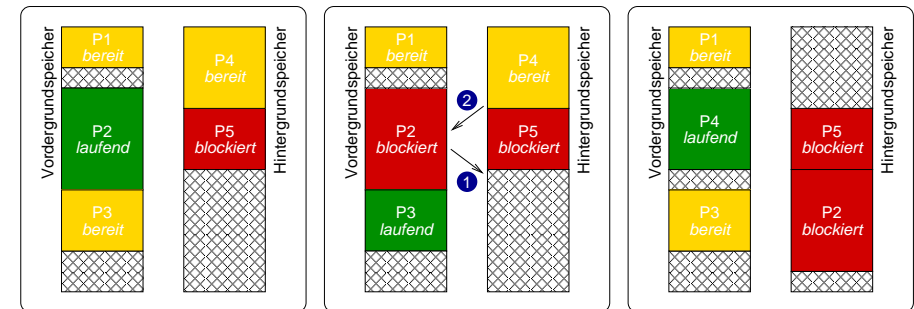 Vordergrundspeicher
P1
bereit
P2
laufend
P3
bereit
P4
bereit
P5
blockiert
Hintergrundspeicher
Vordergrundspeicher
P1
bereit
P2
blockiert
P3
laufend
2
1
P4
bereit
P5
blockiert
Hintergrundspeicher
Vordergrundspeicher
P1
bereit
P4
laufend
P3
bereit
P5
blockiert
P2
blockiert
Hintergrundspeicher